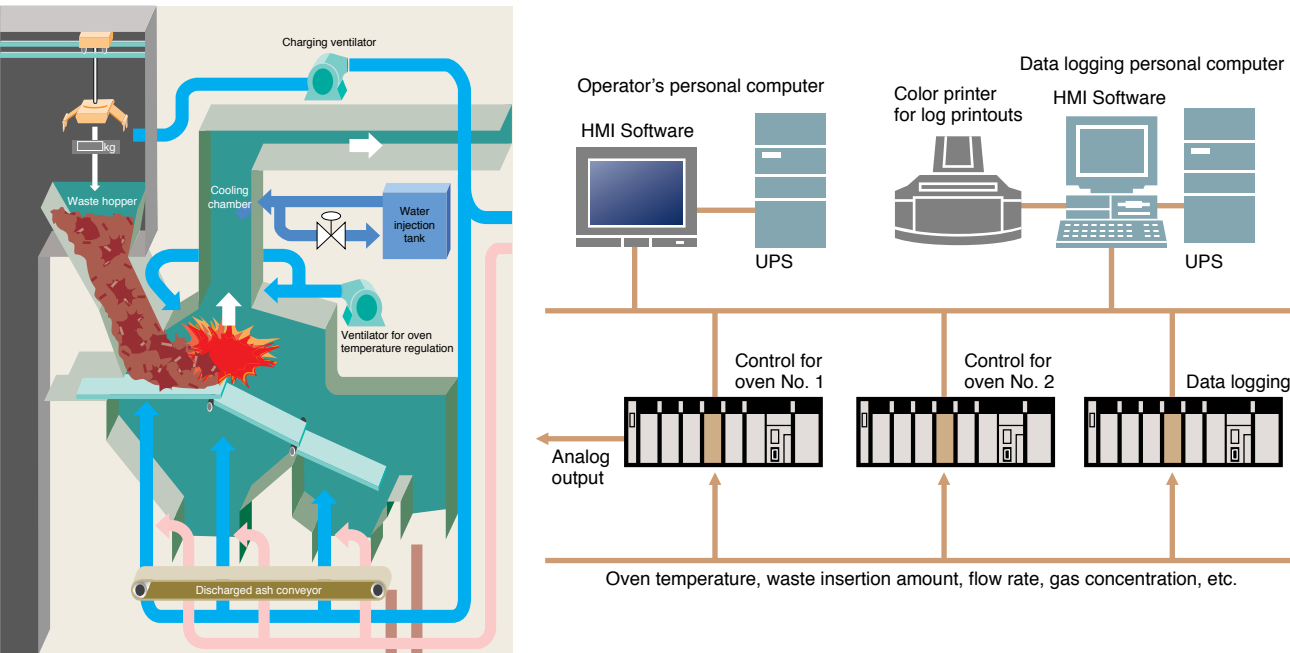 Charging ventilator
kg
Waste hopper
Cooling
chamber
Water
injection
tank
Ventilator for oven
temperature regulation
Discharged ash conveyor
Operator's personal computer
HMI Software
UPS
Color printer
for log printouts
Data logging personal computer
HMI Software
UPS
Control for
oven No. 1
Control for
oven No. 2
Data logging
Analog
output
Oven temperature, waste insertion amount, flow rate, gas concentration, etc.